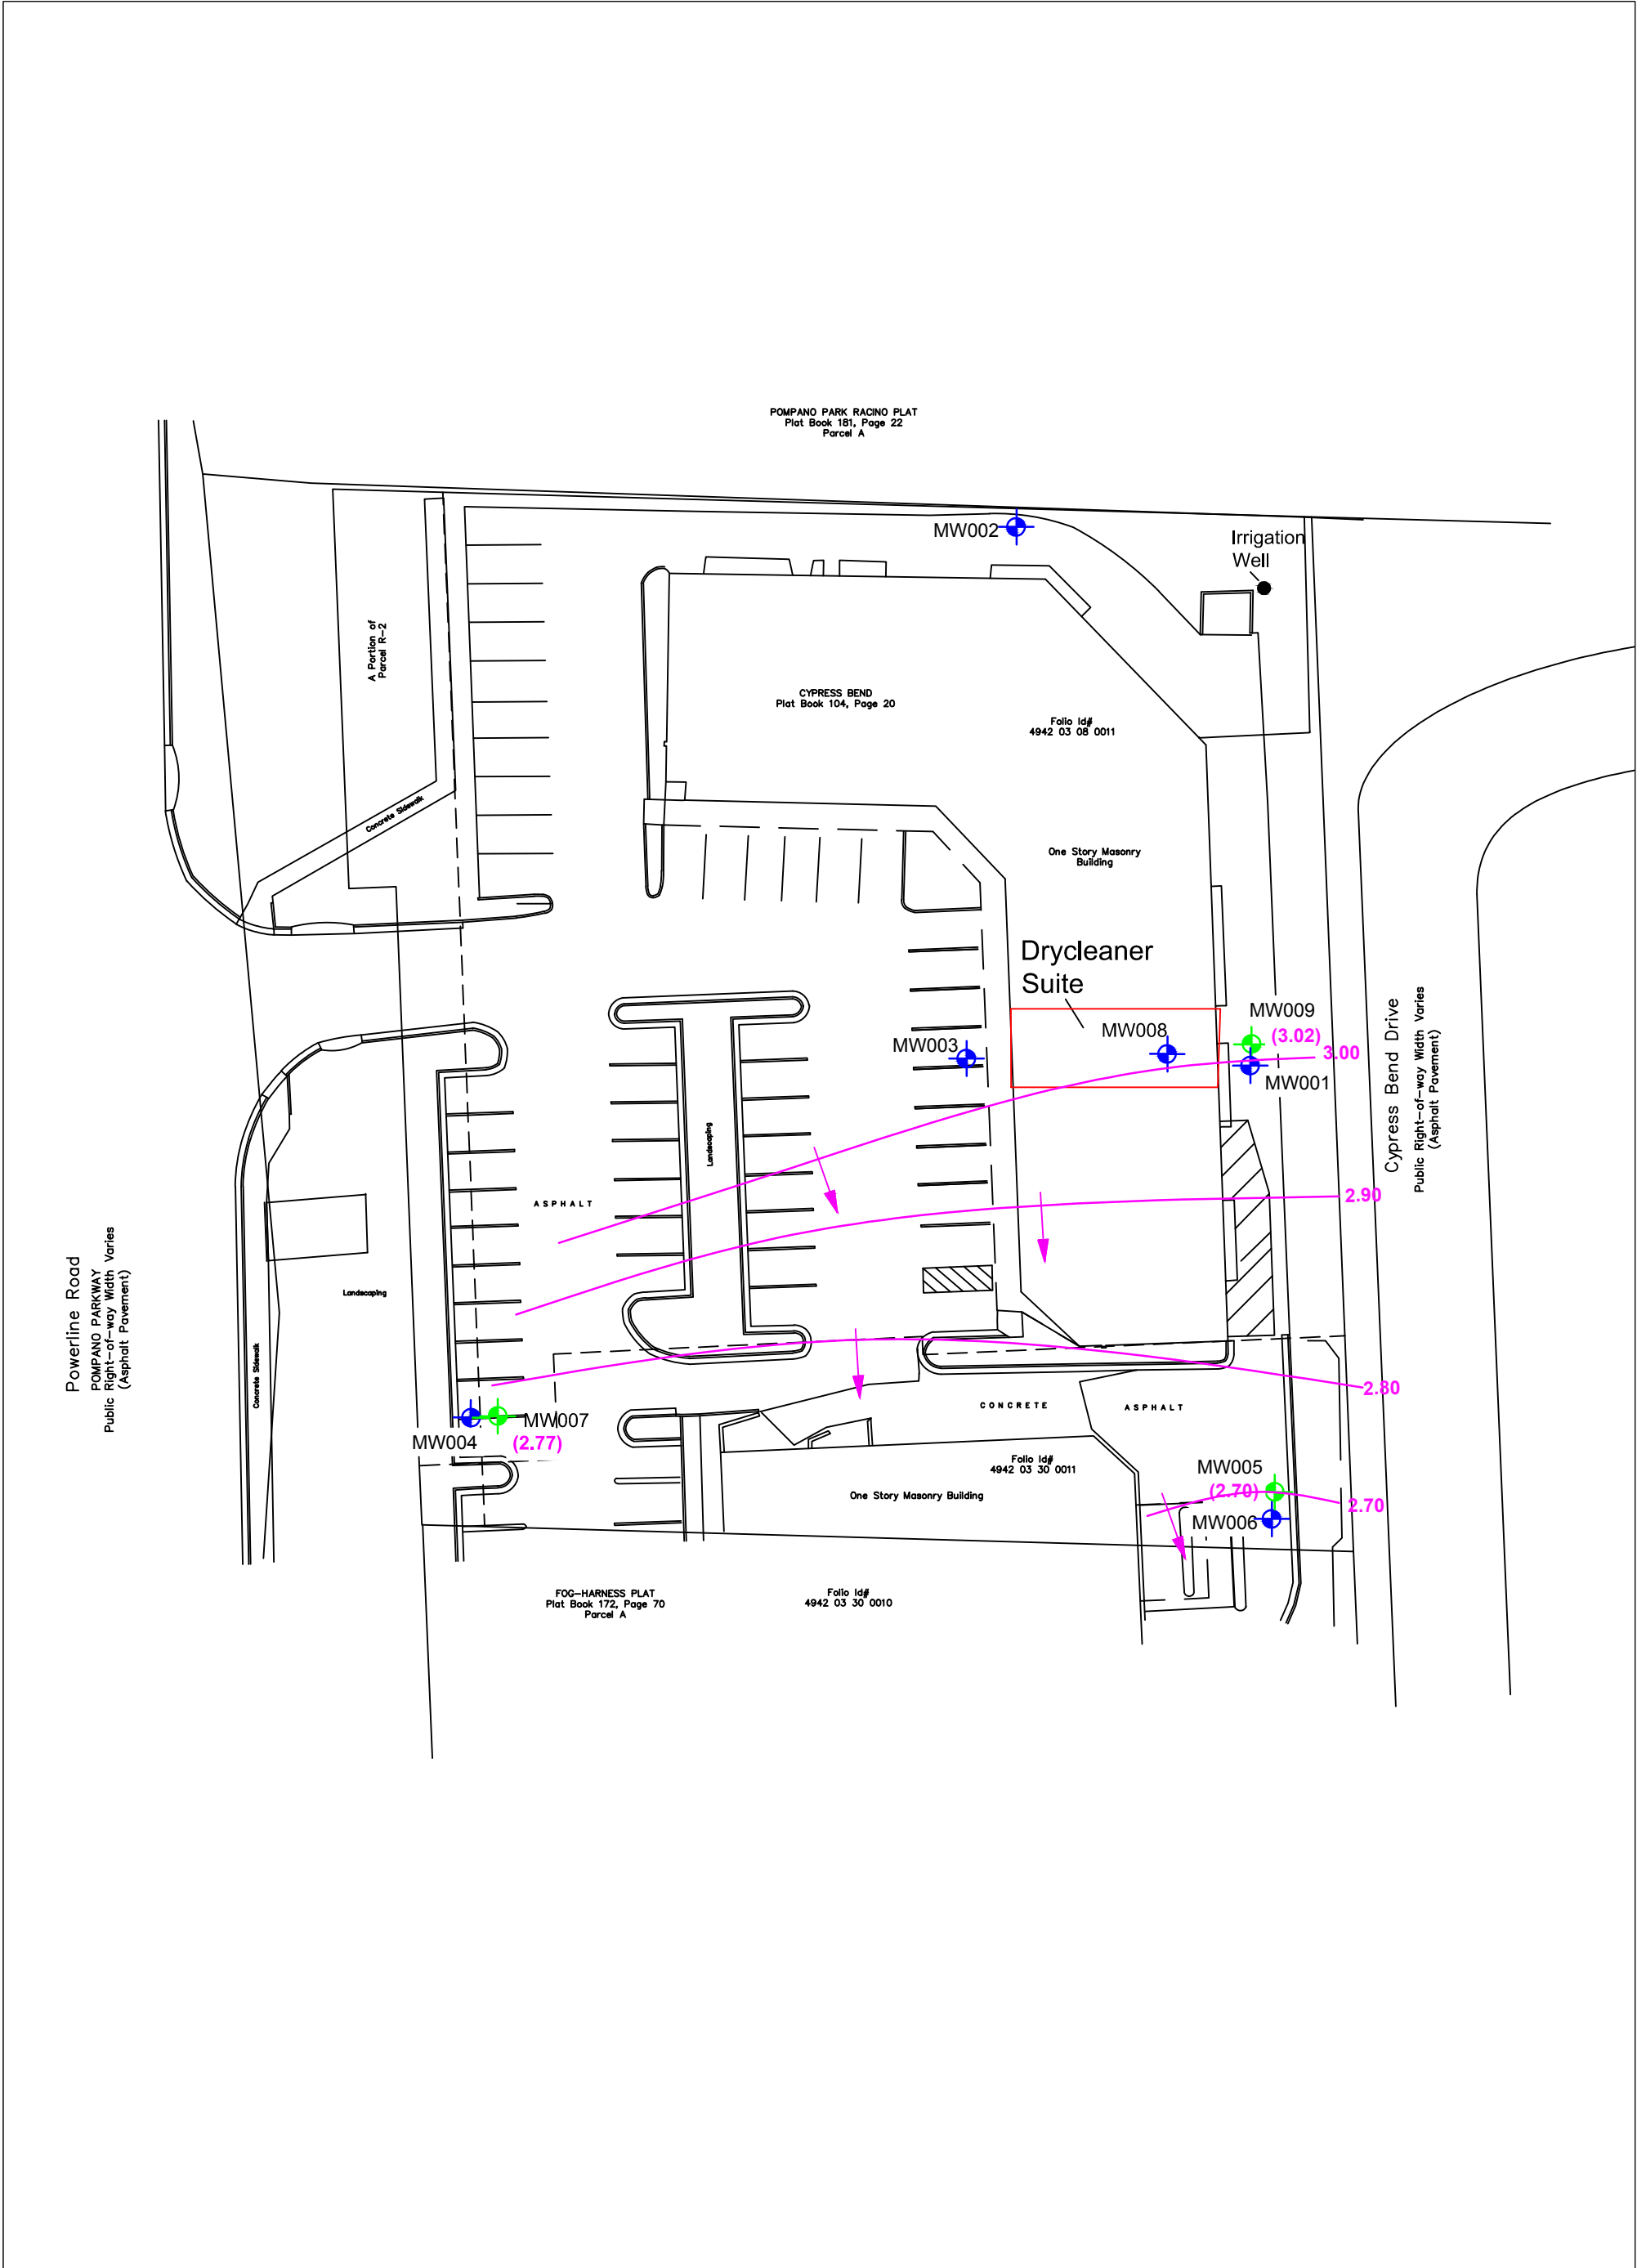 POMPANO PARK RACINO PLAT
Plat Book 181, Page 22
Parcel A
MW002
Irrigation
Well
A Portion of
Parcel R-2
CYPRESS BEND
Plat Book 104, Page 20
Folio Id#
4942 03 08 0011
Concrete Sidewalk
One Story Masonry
Building
Drycleaner
Suite
MW009
(3.02)
MW008
MW003
3.00
MW001
Cypress Bend Drive
Public Right-of-way Width Varies
(Asphalt Pavement)
Landscaping
ASPHALT
2.90
Powerline Road
POMPANO PARKWAY
Public Right-of-way Width Varies
(Asphalt Pavement)
Landscaping
Concrete Sidewalk
2.80
CONCRETE
ASPHALT
MW007
MW004
(2.77)
Folio Id#
4942 03 30 0011
MW005
(2.70)
One Story Masonry Building
2.70
MW006
FOG-HARNESS PLAT
Plat Book 172, Page 70
Parcel A
Folio Id#
4942 03 30 0010